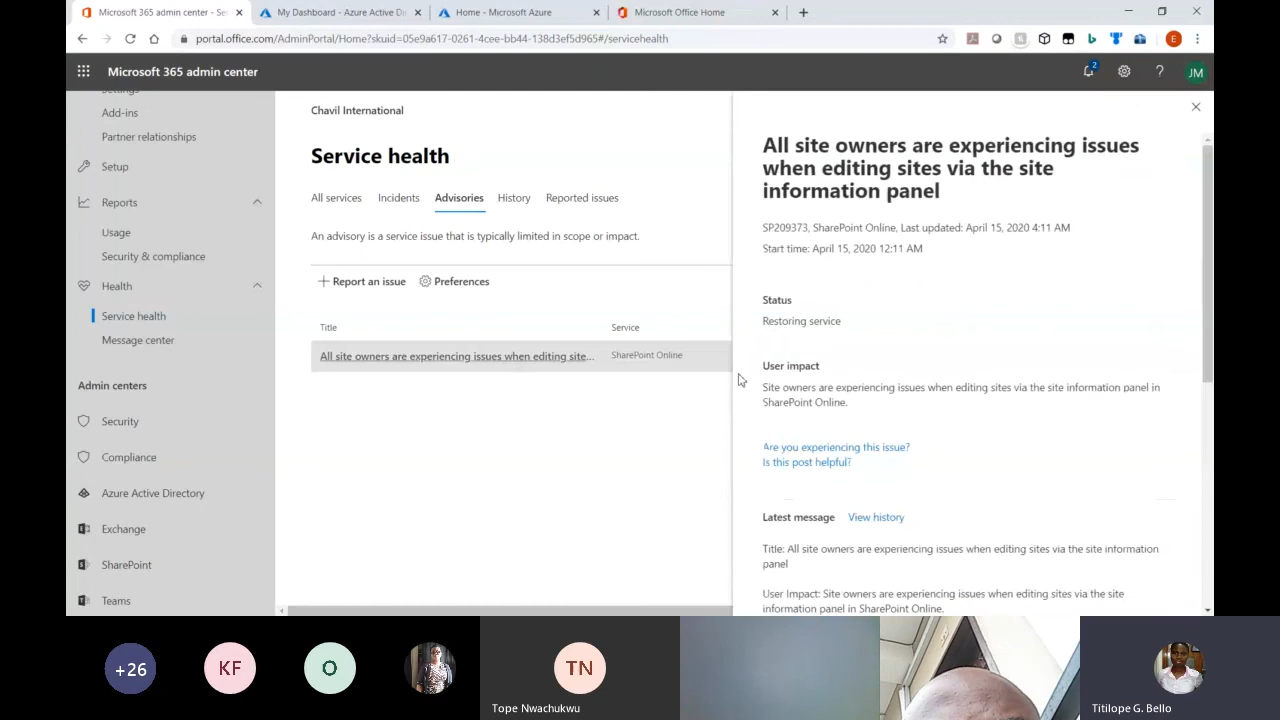 Microsoft 365 admin center - Se
My Dashboard - Azure Active Di
Home - Microsoft Azure
Microsoft Office Home
portal.office.com/AdminPortal/Home?skuid=05e9a617-0261-4cee-bb44-138d3ef5d965#/servicehealth
E
Microsoft 365 admin center
2
?
JM
Settings
Add-ins
Partner relationships
Setup
Reports
Usage
Security & compliance
Health
Service health
Message center
Admin centers
Security
Compliance
Azure Active Directory
Exchange
SharePoint
Teams
Chavil International
Service health
All services Incidents Advisories History Reported issues
An advisory is a service issue that is typically limited in scope or impact.
Report an issue Preferences
Title Service
All site owners are experiencing issues when editing site... SharePoint Online
All site owners are experiencing issues
when editing sites via the site
information panel
SP209373, SharePoint Online, Last updated: April 15, 2020 4:11 AM
Start time: April 15, 2020 12:11 AM
Status
Restoring service
User impact
Site owners are experiencing issues when editing sites via the site information panel in
SharePoint Online.
Are you experiencing this issue?
Is this post helpful?
Latest message View history
Title: All site owners are experiencing issues when editing sites via the site information
panel
User Impact: Site owners are experiencing issues when editing sites via the site
information panel in SharePoint Online.
+26
KF
O
TN
Tope Nwachukwu
Titilope G. Bello